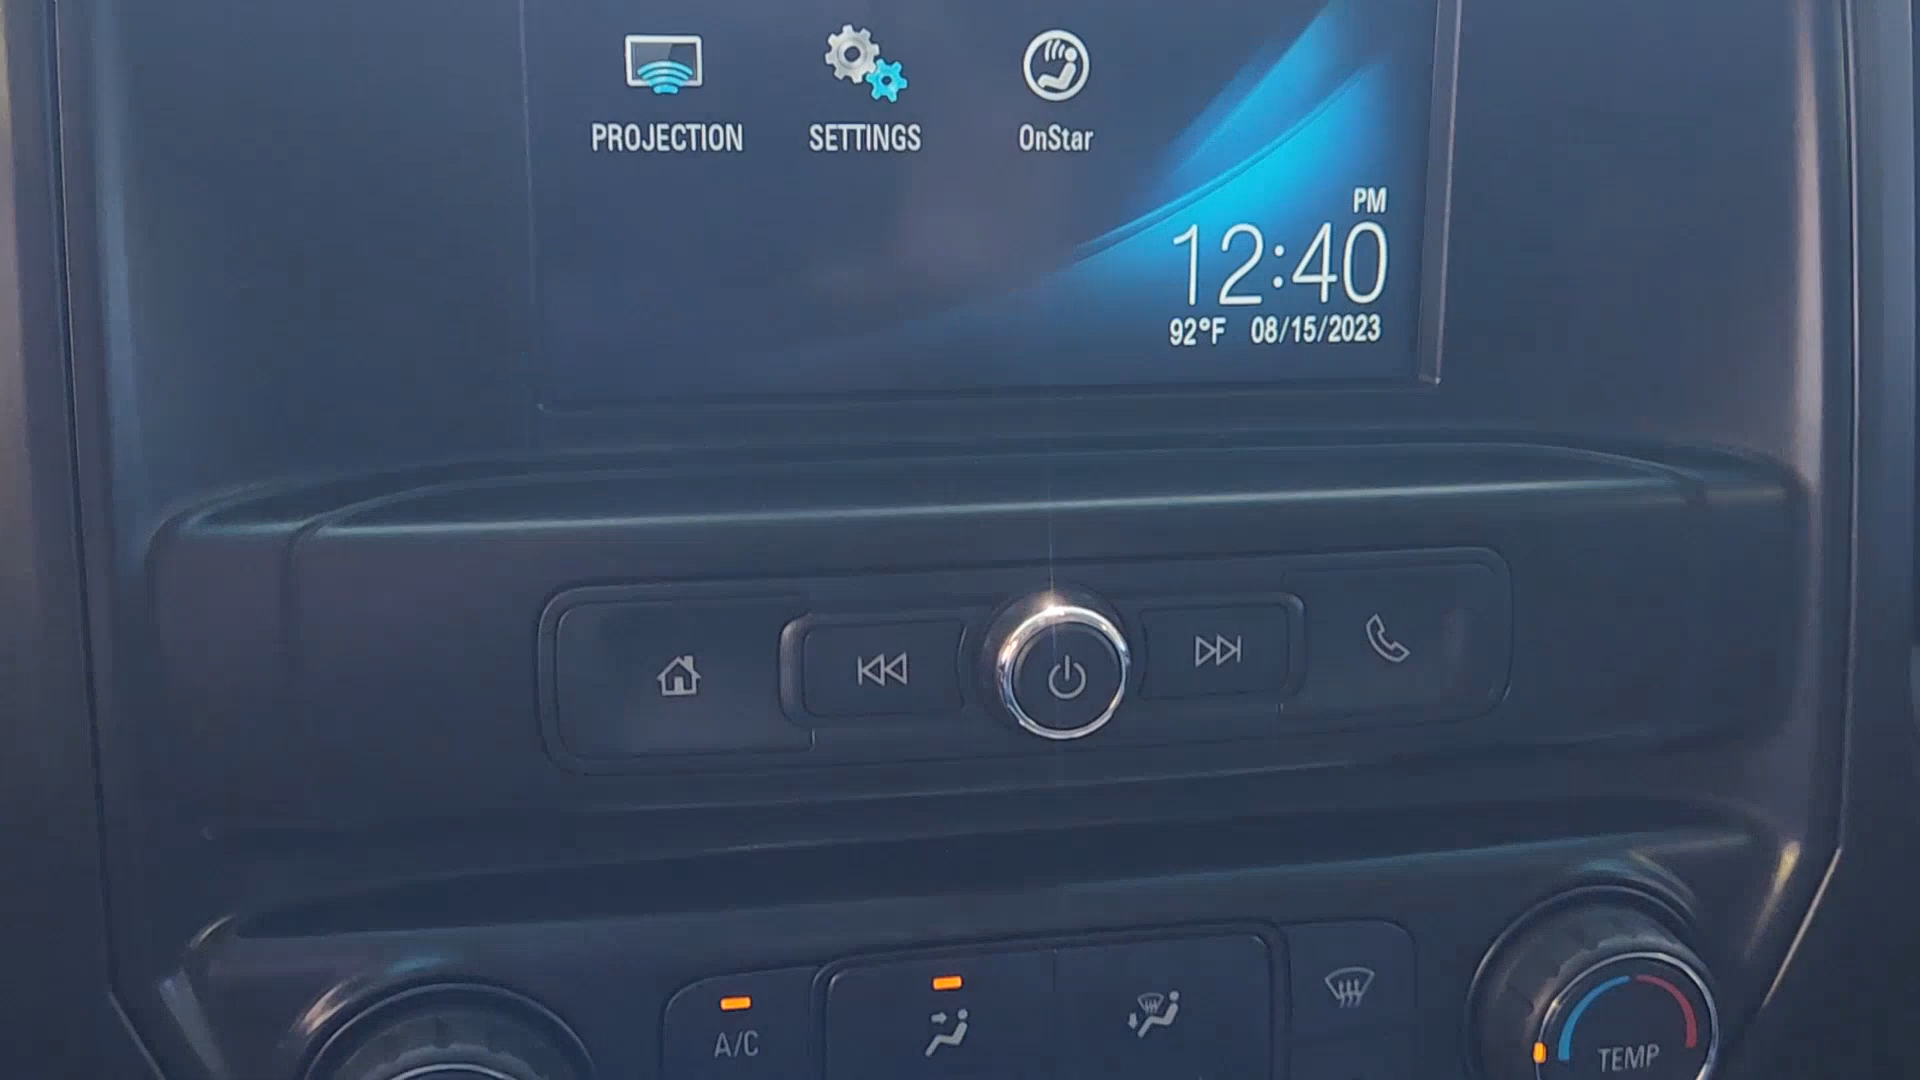 PROJECTION SETTINGS OnStar
PM
12:40
92°F 08/15/2023
A/C
TEMP